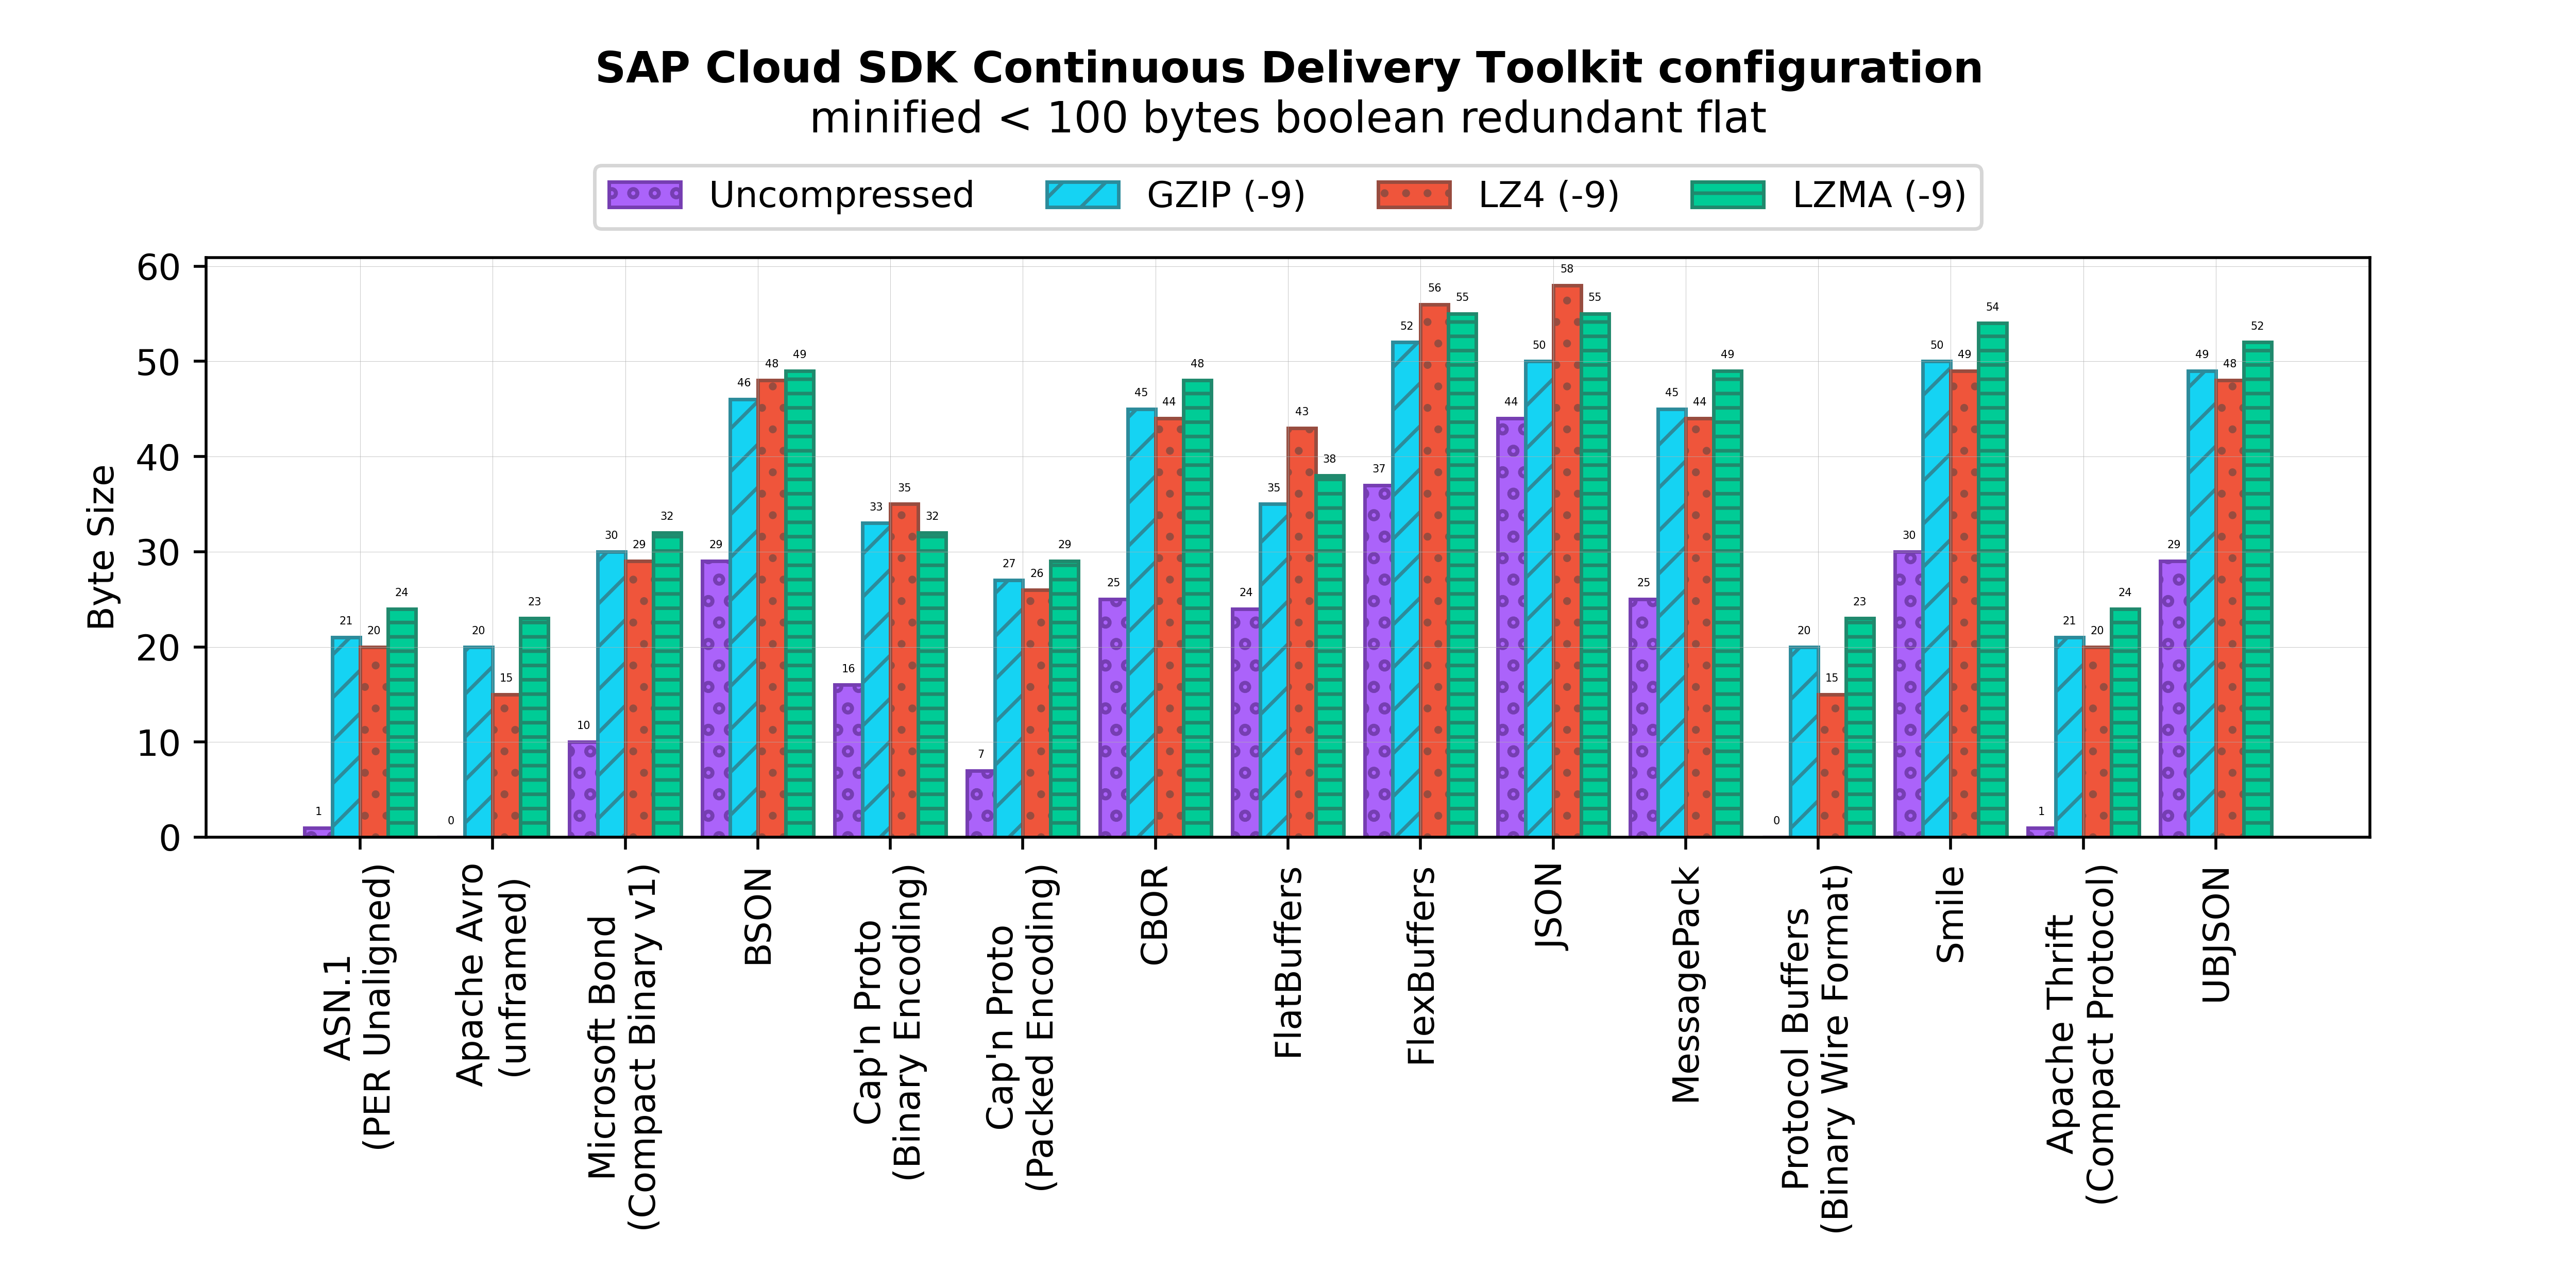 SAP Cloud SDK Continuous Delivery Toolkit configuration
minified < 100 bytes boolean redundant flat
Uncompressed GZIP (-9) LZ4 (-9) LZMA (-9)
Byte Size
60
50
40
30
20
10
0
1 21 20 24
0 20 15 23
10 30 29 32
29 46 48 49
16 33 35 32
7 27 26 29
25 45 44 48
24 35 43 38
37 52 56 55
44 50 58 55
25 45 44 49
0 20 15 23
30 50 49 54
1 21 20 24
29 49 48 52
ASN.1
(PER Unaligned)
Apache Avro
(unframed)
Microsoft Bond
(Compact Binary v1)
BSON
Cap'n Proto
(Binary Encoding)
Cap'n Proto
(Packed Encoding)
CBOR
FlatBuffers
FlexBuffers
JSON
MessagePack
Protocol Buffers
(Binary Wire Format)
Smile
Apache Thrift
(Compact Protocol)
UBJSON